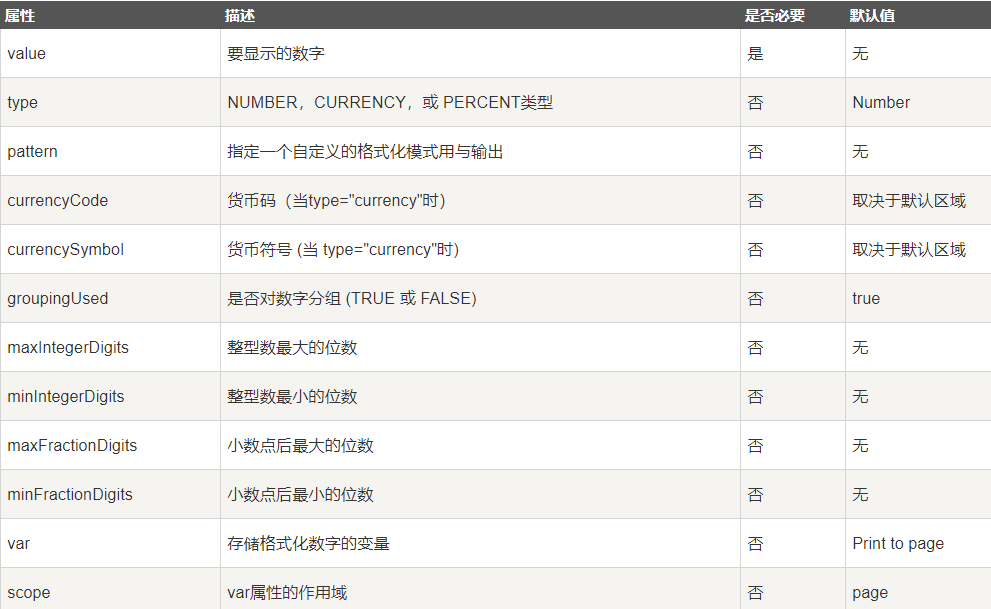 属性 描述 是否必要 默认值
value 要显示的数字 是 无
type NUMBER，CURRENCY，或 PERCENT类型 否 Number
pattern 指定一个自定义的格式化模式用与输出 否 无
currencyCode 货币码（当type="currency"时） 否 取决于默认区域
currencySymbol 货币符号 (当 type="currency"时) 否 取决于默认区域
groupingUsed 是否对数字分组 (TRUE 或 FALSE) 否 true
maxIntegerDigits 整型数最大的位数 否 无
minIntegerDigits 整型数最小的位数 否 无
maxFractionDigits 小数点后最大的位数 否 无
minFractionDigits 小数点后最小的位数 否 无
var 存储格式化数字的变量 否 Print to page
scope var属性的作用域 否 page